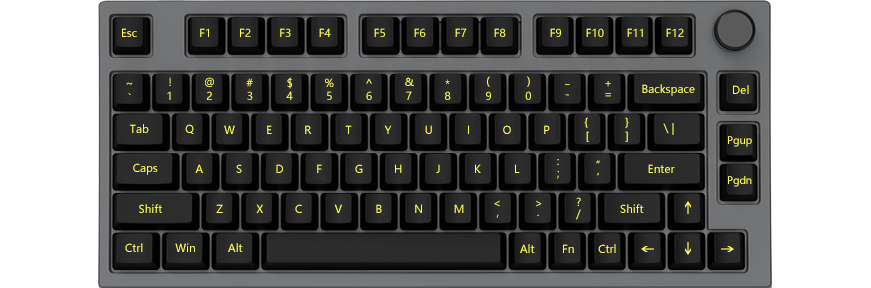 Esc F1 F2 F3 F4 F5 F6 F7 F8 F9 F10 F11 F12
~ ! @ # $ % ^ & * ( ) _ +
` 1 2 3 4 5 6 7 8 9 0 - = Backspace Del
Tab Q W E R T Y U I O P { [ } ] \| Pgup
Caps A S D F G H J K L : ; " ' Enter Pgdn
Shift Z X C V B N M < , > . ? / Shift ↑
Ctrl Win Alt Alt Fn Ctrl ← ↓ →